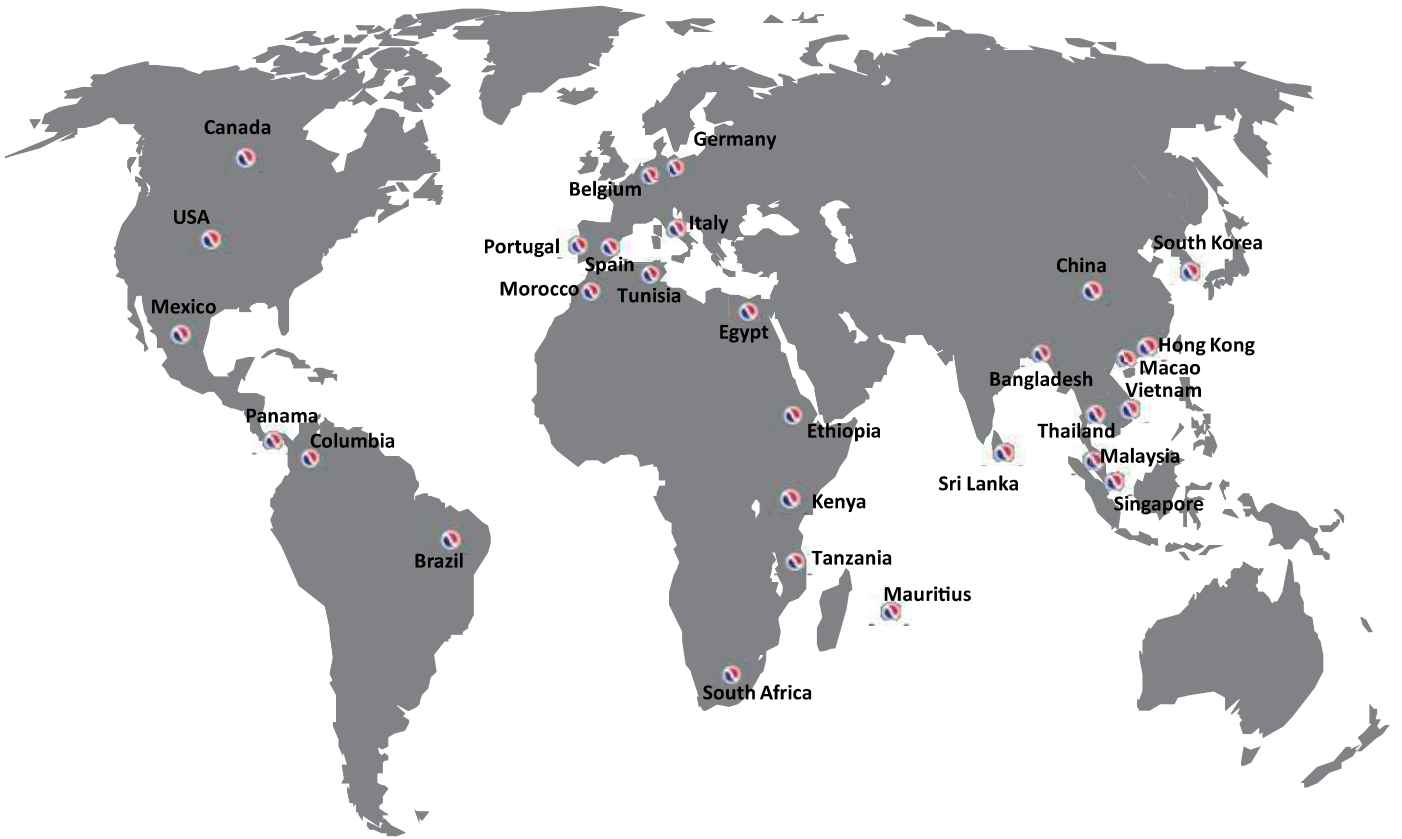 Canada
Germany
Belgium
USA
Italy
Portugal
South Korea
Spain
China
Morocco
Tunisia
Mexico
Egypt
Hong Kong
Macao
Bangladesh
Vietnam
Panama
Ethiopia
Thailand
Columbia
Malaysia
Sri Lanka
Kenya
Singapore
Brazil
Tanzania
Mauritius
South Africa